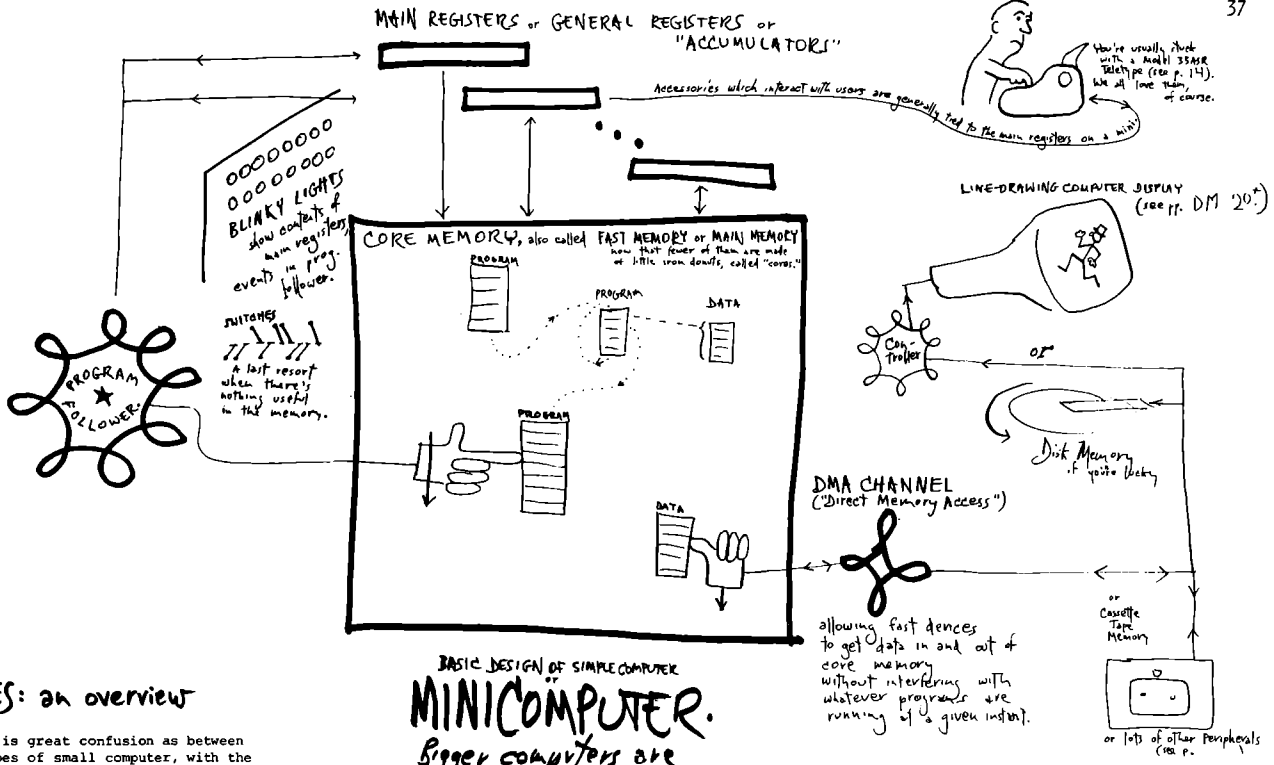 37
MAIN REGISTERS or GENERAL REGISTERS or
"ACCUMULATORS"
You're usually stuck
with a Model 35ASR
Teletype (see p. 14).
We all love them,
of course.
Accessories which interact with users are generally tied to the main registers on a mini.
BLINKY LIGHTS
show contents of
main registers,
events in prog.
follower.
SWITCHES
A last resort
when there's
nothing useful
in the memory.
PROGRAM
FOLLOWER.
CORE MEMORY, also called FAST MEMORY or MAIN MEMORY
now that fewer of them are made
of little iron donuts, called "cores."
PROGRAM
PROGRAM
DATA
PROGRAM
DATA
LINE-DRAWING COMPUTER DISPLAY
(see pp. DM
Con-
troller
or
Disk Memory
if you're lucky
DMA CHANNEL
("Direct Memory Access")
allowing fast devices
to get data in and out of
core memory
without interfering with
whatever programs are
running at a given instant.
or
Cassette
Tape
Memory
or lots of other peripherals
(see p.
BASIC DESIGN OF SIMPLE COMPUTER
or
MINICOMPUTER.
Bigger computers are
ES: an overview
is great confusion as between
pes of small computer, with the